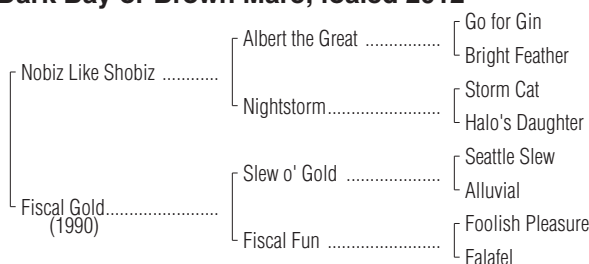 Dark Bay or Brown Mare; foaled 2012
Go for Gin
Albert the Great ................
Bright Feather
Nobiz Like Shobiz ............
Storm Cat
Nightstorm........................
Halo's Daughter
Seattle Slew
Slew o' Gold ....................
Alluvial
Fiscal Gold........................
(1990)
Foolish Pleasure
Fiscal Fun ........................
Falafel